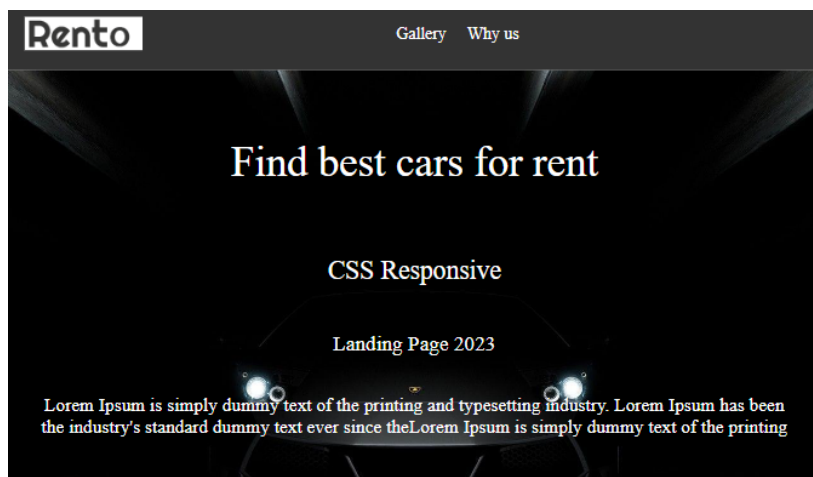 Rento
Gallery Why us
Find best cars for rent
CSS Responsive
Landing Page 2023
Lorem Ipsum is simply dummy text of the printing and typesetting industry. Lorem Ipsum has been
the industry's standard dummy text ever since theLorem Ipsum is simply dummy text of the printing